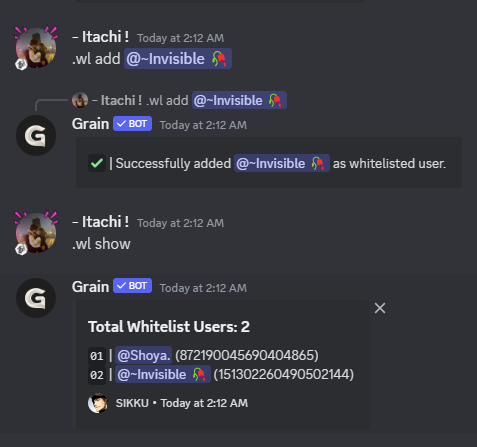 - Itachi ! Today at 2:12 AM
.wl add @~Invisible 🥀
- Itachi ! .wl add @~Invisible 🥀
Grain ✓ BOT Today at 2:12 AM
✔ | Successfully added @~Invisible 🥀 as whitelisted user.
- Itachi ! Today at 2:12 AM
.wl show
Grain ✓ BOT Today at 2:12 AM
Total Whitelist Users: 2
01 | @Shoya. (872190045690404865)
02 | @~Invisible 🥀 (151302260490502144)
SIKKU • Today at 2:12 AM